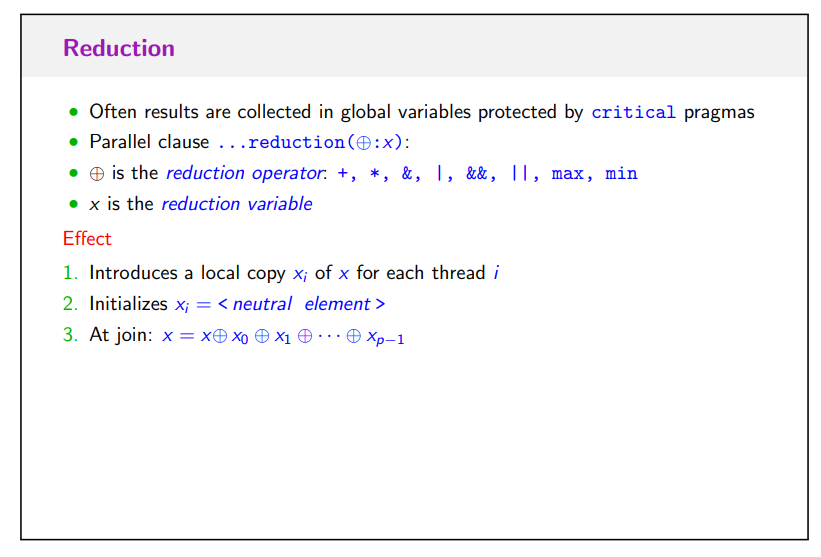 Reduction
• Often results are collected in global variables protected by critical pragmas
• Parallel clause ...reduction(⊕:x):
• ⊕ is the reduction operator: +, *, &, |, &&, ||, max, min
• x is the reduction variable
Effect
1. Introduces a local copy xᵢ of x for each thread i
2. Initializes xᵢ = < neutral element >
3. At join: x = x ⊕ x₀ ⊕ x₁ ⊕ ⋯ ⊕ xₚ₋₁